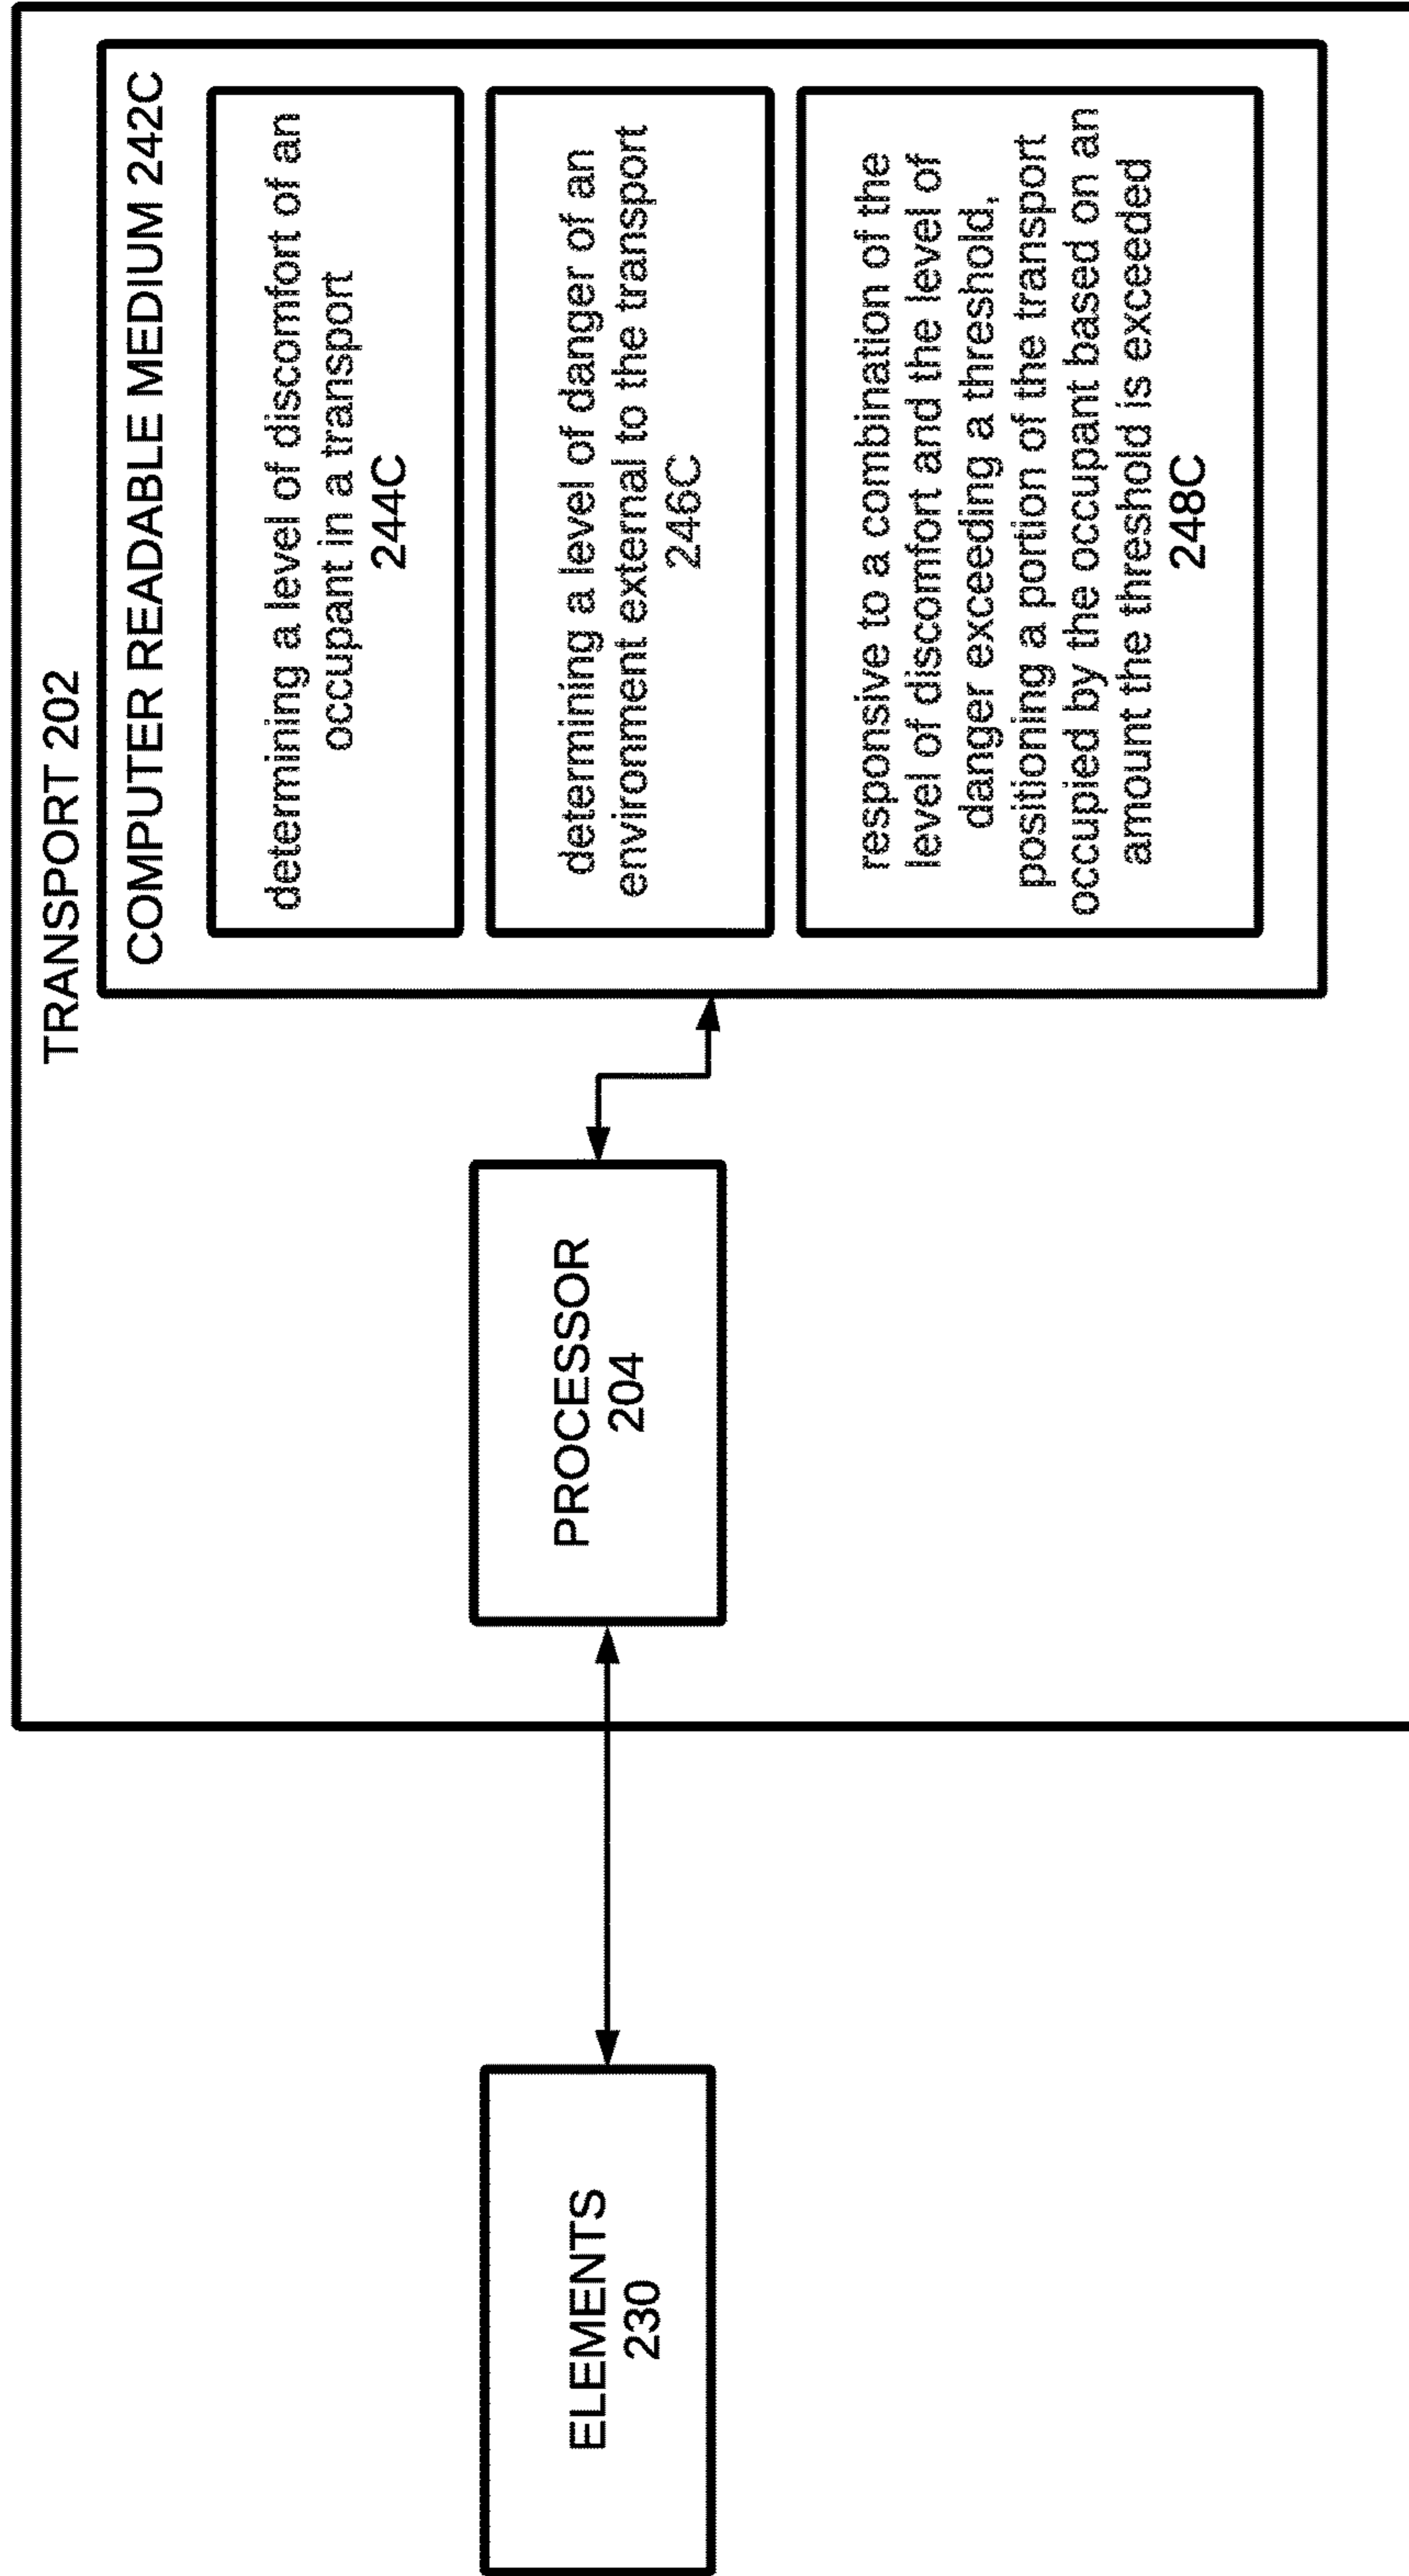 TRANSPORT 202
COMPUTER READABLE MEDIUM 242C
determining a level of discomfort of an
occupant in a transport
244C
determining a level of danger of an
environment external to the transport
246C
responsive to a combination of the
level of discomfort and the level of
danger exceeding a threshold,
positioning a portion of the transport
occupied by the occupant based on an
amount the threshold is exceeded
248C
PROCESSOR
204
ELEMENTS
230